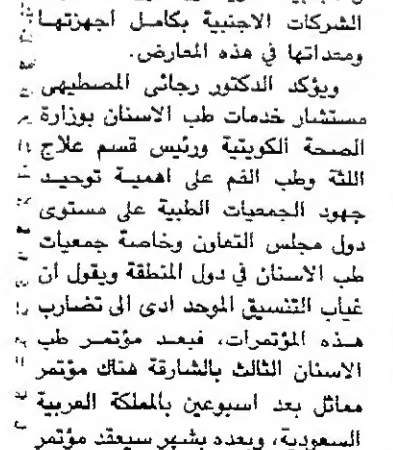 الشركات الاجنبية بكامل اجهزتها
ومعداتها في هذه المعارض.
ويؤكد الدكتور رجائى المصطيهى
مستشار خدمات طب الاسنان بوزارة
الصحة الكويتية ورئيس قسم علاج
اللثة وطب الفم على اهمية توحيد
جهود الجمعيات الطبية على مستوى
دول مجلس التعاون وخاصة جمعيات
طب الاسنان في دول المنطقة ويقول ان
غياب التنسيق الموحد ادى الى تضارب
هذه المؤتمرات، فبعد مؤتمر طب
الاسنان الثالث بالشارقة هناك مؤتمر
مماثل بعد اسبوعين بالمملكة العربية
السعودية، وبعده بشهر سيعقد مؤتمر